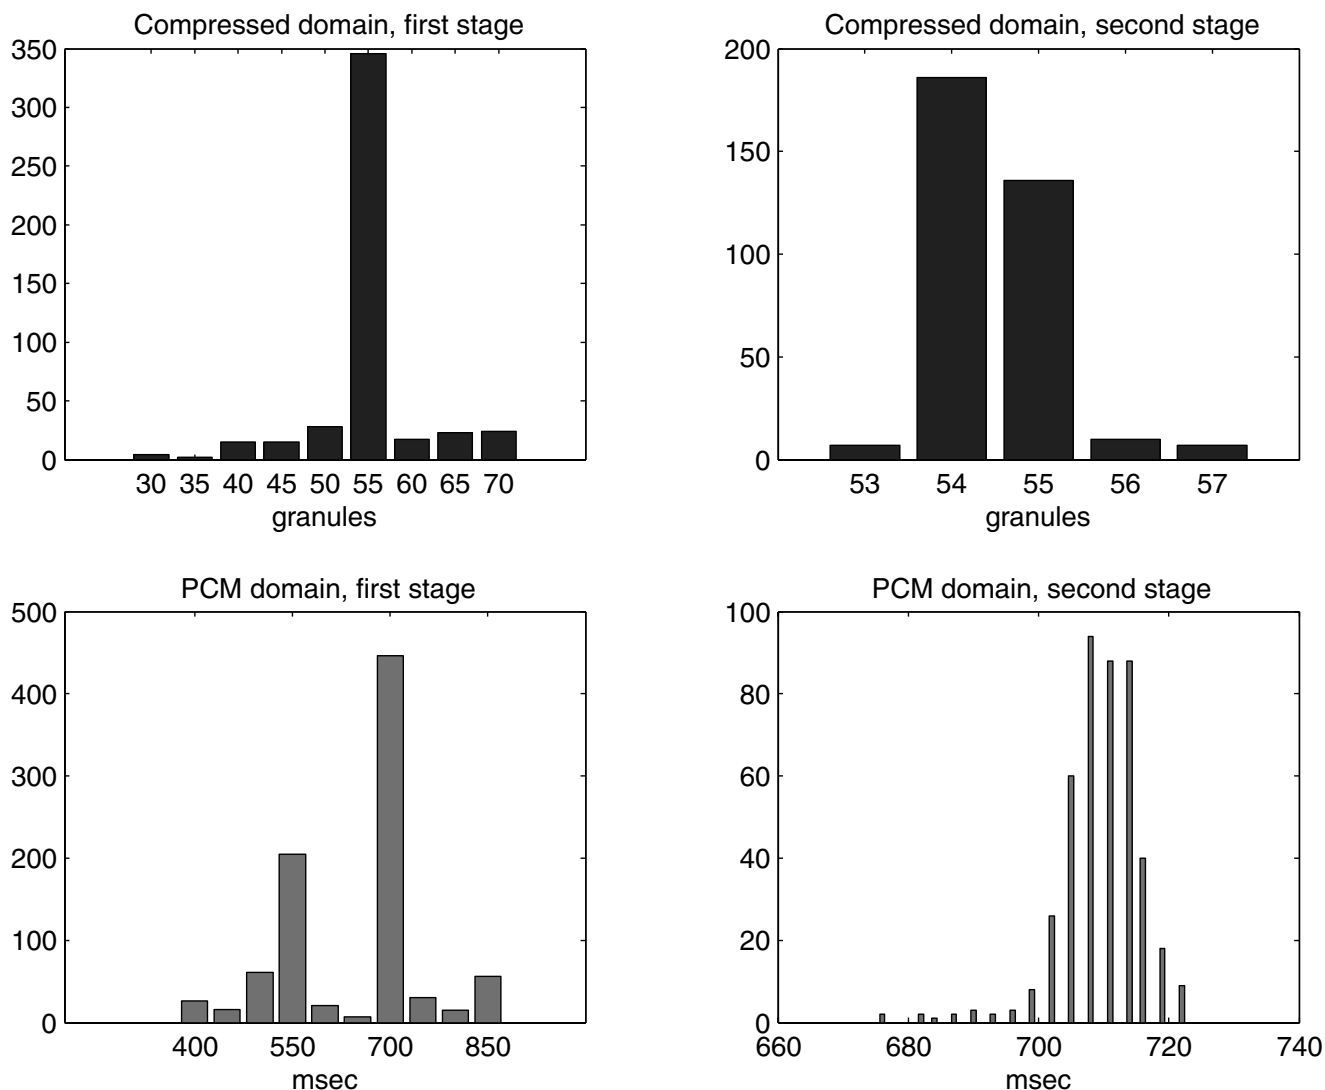 Compressed domain, first stage
350
300
250
200
150
100
50
0
30 35 40 45 50 55 60 65 70
granules
Compressed domain, second stage
200
150
100
50
0
53 54 55 56 57
granules
PCM domain, first stage
500
400
300
200
100
0
400 550 700 850
msec
PCM domain, second stage
100
80
60
40
20
0
660 680 700 720 740
msec